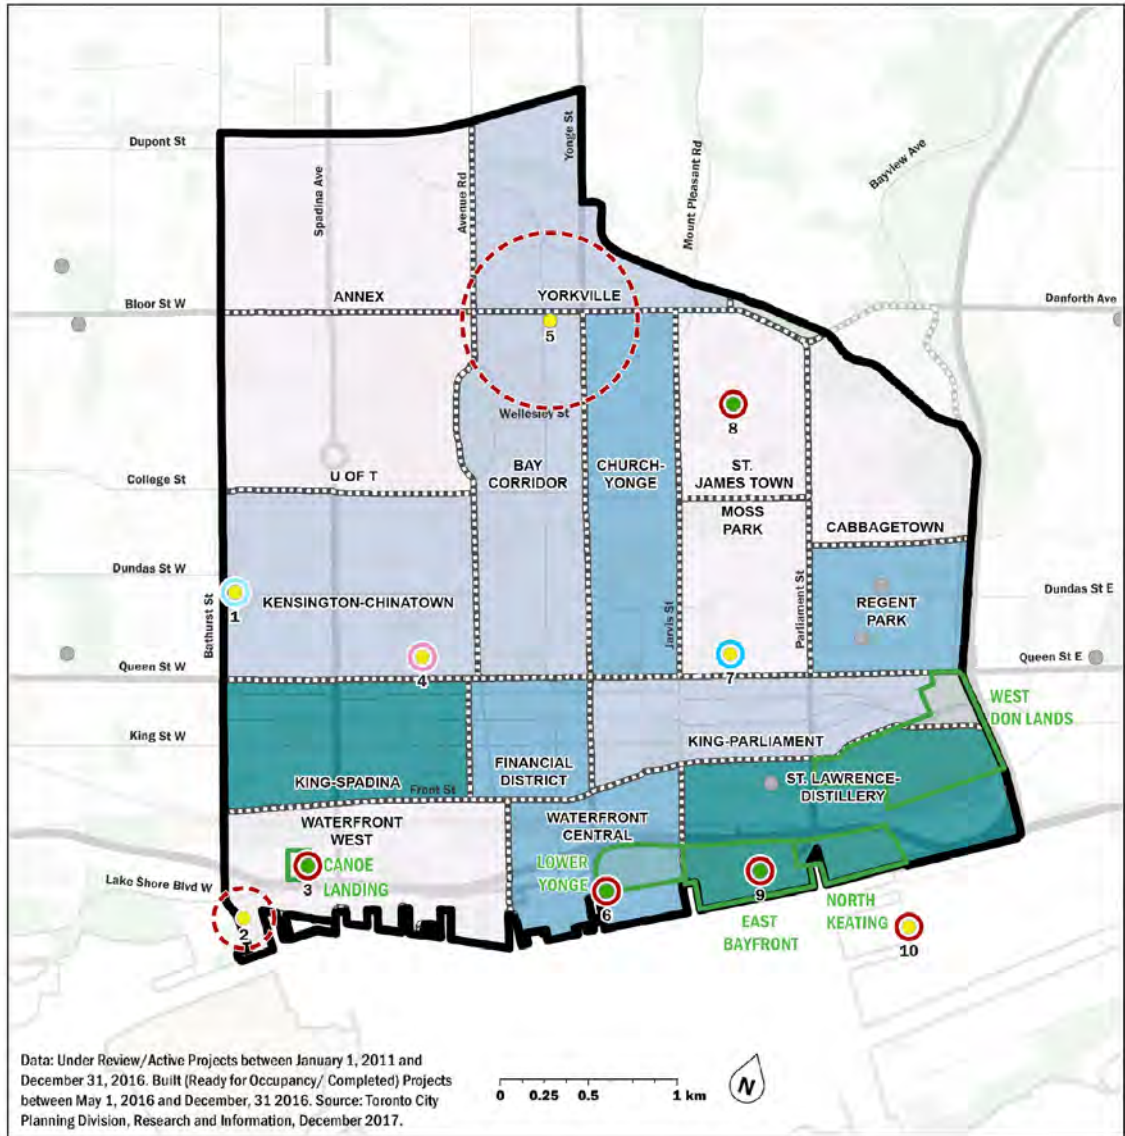 Dupont St
Spadina Ave
Avenue Rd
Yonge St
Mount Pleasant Rd
Bayview Ave
Bloor St W
ANNEX
YORKVILLE
Danforth Ave
5
Wellesley St
8
College St
U OF T
BAY
CORRIDOR
CHURCH-
YONGE
ST.
JAMES TOWN
MOSS
PARK
CABBAGETOWN
Dundas St W
Bathurst St
1
KENSINGTON-CHINATOWN
Jarvis St
Parliament St
REGENT
PARK
Dundas St E
Queen St W
4
7
Queen St E
WEST
DON LANDS
King St W
KING-PARLIAMENT
KING-SPADINA
Front St
FINANCIAL
DISTRICT
ST. LAWRENCE-
DISTILLERY
WATERFRONT
WEST
WATERFRONT
CENTRAL
3
CANOE
LANDING
LOWER
YONGE
Lake Shore Blvd W
2
6
9
EAST
BAYFRONT
NORTH
KEATING
10
Data: Under Review/Active Projects between January 1, 2011 and
December 31, 2016. Built (Ready for Occupancy/ Completed) Projects
between May 1, 2016 and December, 31 2016. Source: Toronto City
Planning Division, Research and Information, December 2017.
0 0.25 0.5 1 km
N